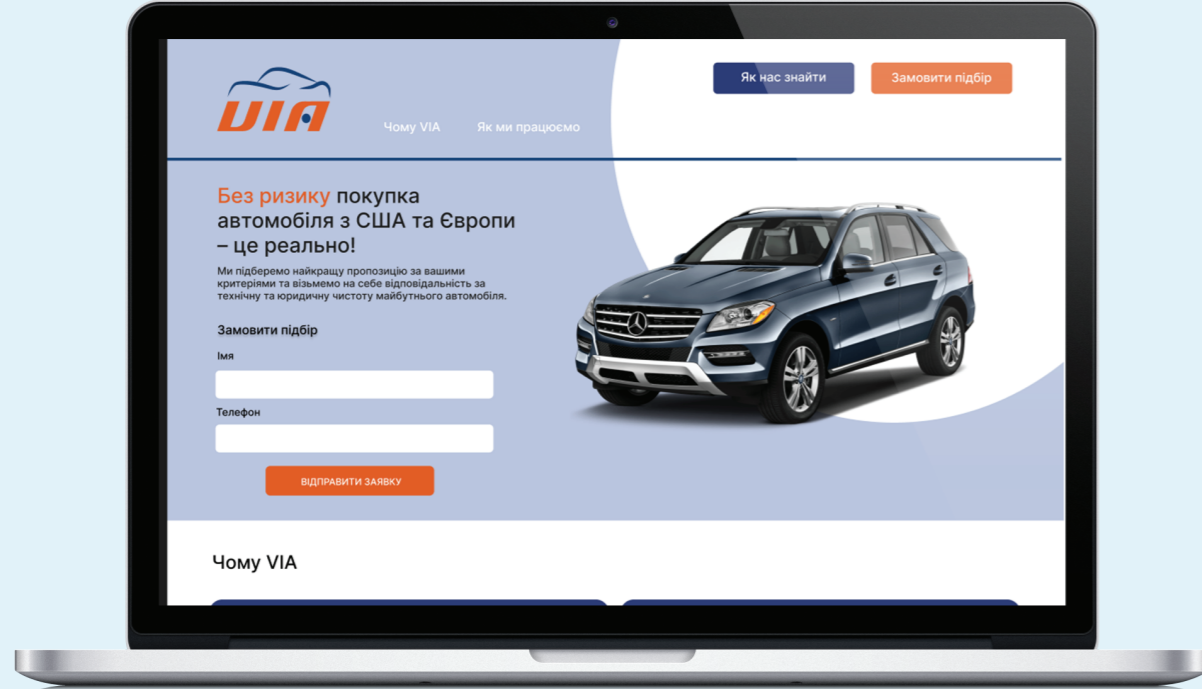 VIA
Чому VIA
Як ми працюємо
Як нас знайти
Замовити підбір
Без ризику покупка
автомобіля з США та Європи
– це реально!
Ми підберемо найкращу пропозицію за вашими
критеріями та візьмемо на себе відповідальність за
технічну та юридичну чистоту майбутнього автомобіля.
Замовити підбір
Імя
Телефон
ВІДПРАВИТИ ЗАЯВКУ
Чому VIA